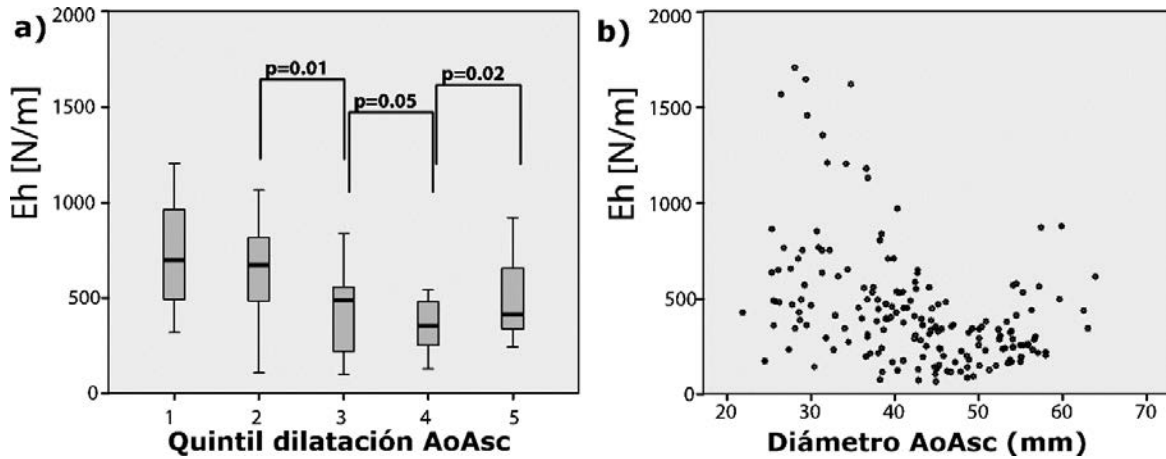 a)
Eh [N/m]
2000
1500
1000
500
0
p=0.01
p=0.05
p=0.02
1 2 3 4 5
Quintil dilatación AoAsc
b)
Eh [N/m]
2000
1500
1000
500
0
20 30 40 50 60 70
Diámetro AoAsc (mm)